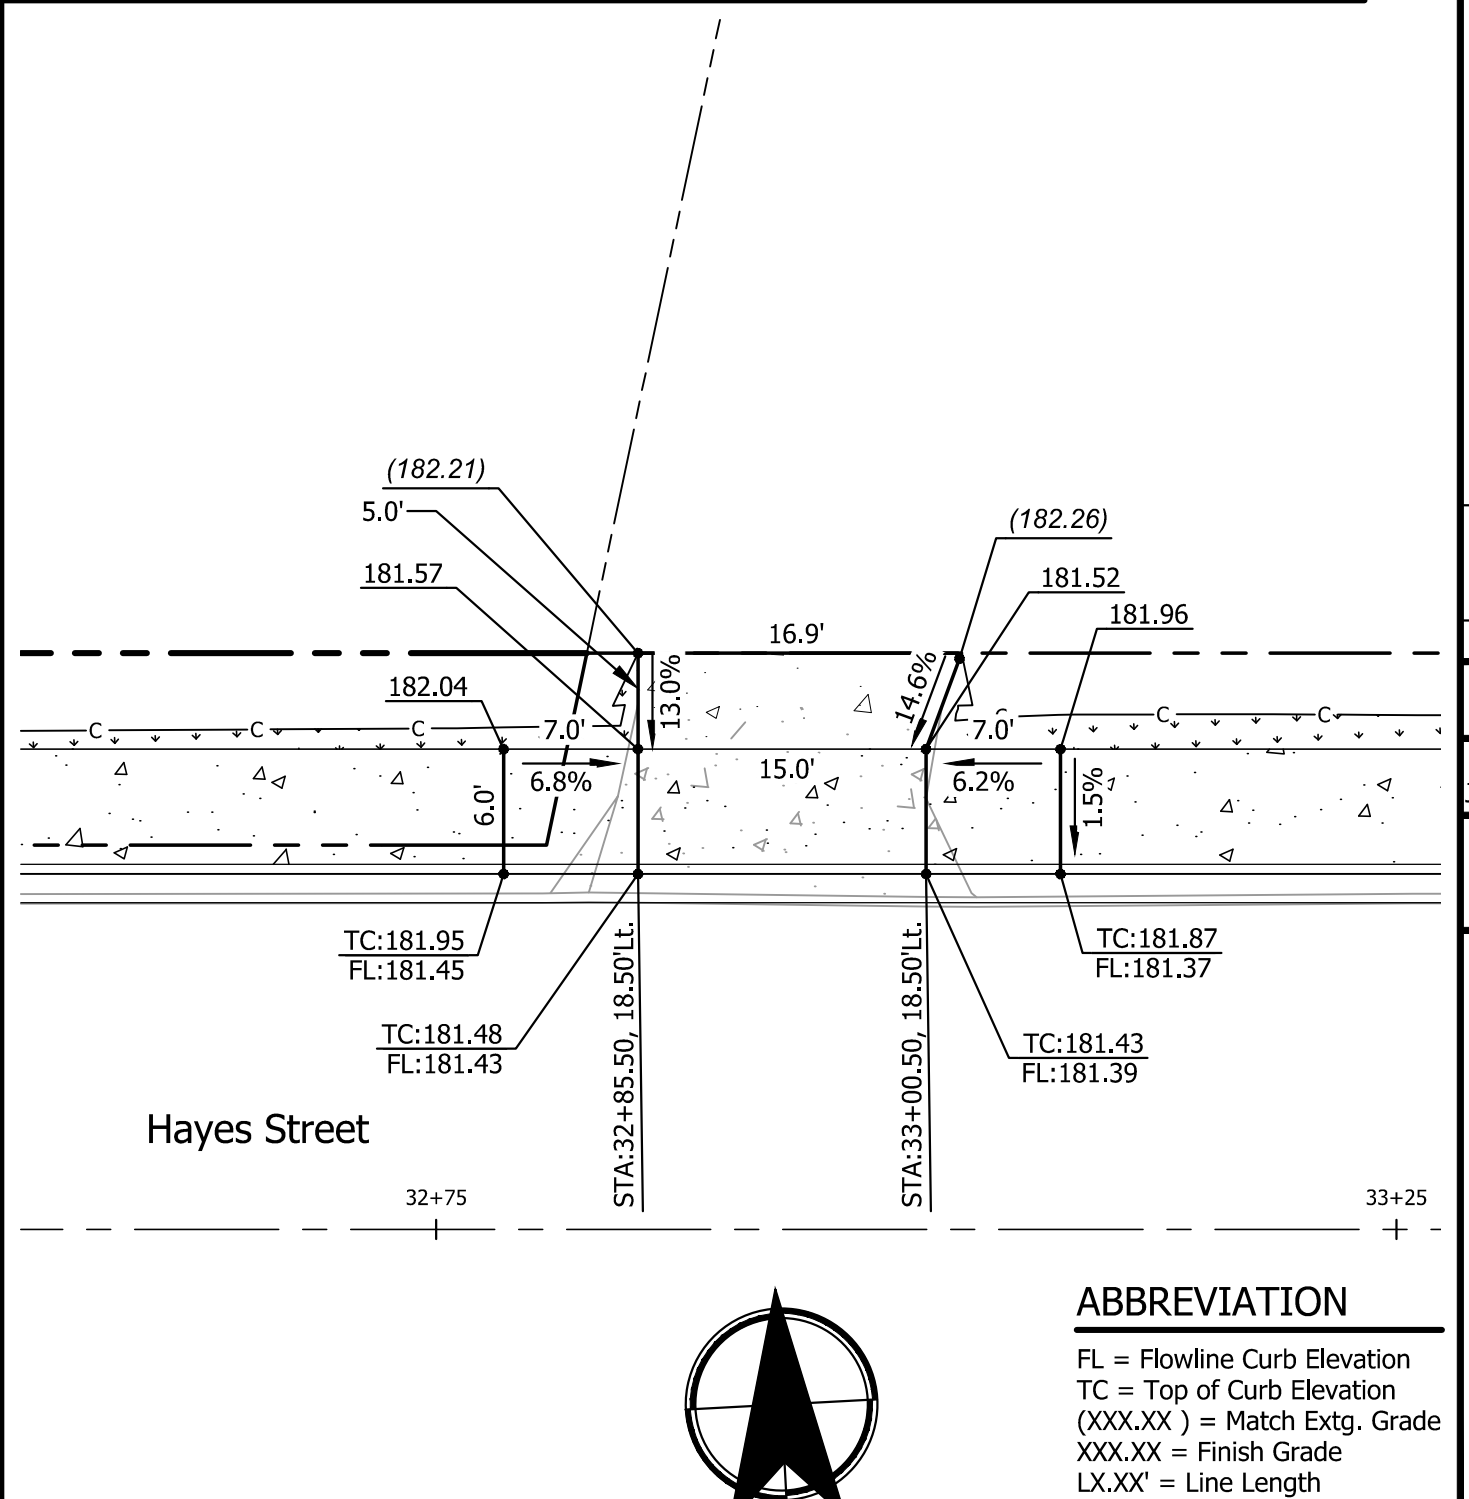 (182.21)
5.0'
181.57
(182.26)
181.52
181.96
16.9'
13.0%
14.6%
182.04
C
C
C
7.0'
C
7.0'
C
C
6.8%
15.0'
6.2%
6.0'
1.5%
TC:181.95
FL:181.45
TC:181.87
FL:181.37
TC:181.48
FL:181.43
TC:181.43
FL:181.39
STA:32+85.50, 18.50'Lt.
STA:33+00.50, 18.50'Lt.
Hayes Street
32+75
33+25
ABBREVIATION
FL = Flowline Curb Elevation
TC = Top of Curb Elevation
(XXX.XX ) = Match Extg. Grade
XXX.XX = Finish Grade
LX.XX' = Line Length